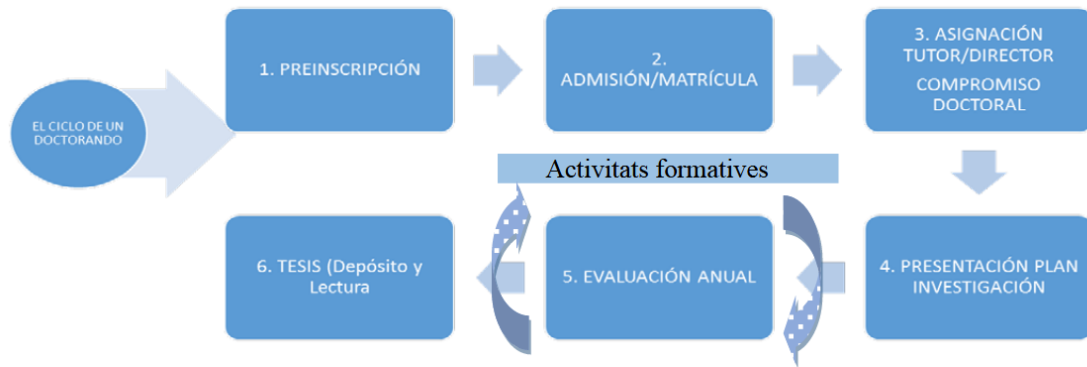 EL CICLO DE UN
DOCTORANDO
1. PREINSCRIPCIÓN
2.
ADMISIÓN/MATRÍCULA
3. ASIGNACIÓN
TUTOR/DIRECTOR
COMPROMISO
DOCTORAL
Activitats formatives
4. PRESENTACIÓN PLAN
INVESTIGACIÓN
5. EVALUACIÓN ANUAL
6. TESIS (Depósito y
Lectura